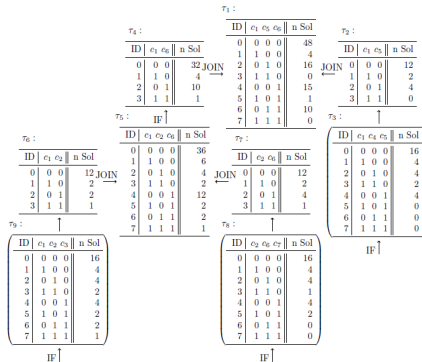 τ1 :
ID c1 c5 c6 n Sol
0 0 0 0 48
1 1 0 0 4
2 0 1 0 16
3 1 1 0 0
4 0 0 1 15
5 1 0 1 1
6 0 1 1 10
7 1 1 1 0
τ4 :
ID c1 c6 n Sol
0 0 0 32
1 1 0 4
2 0 1 10
3 1 1 1
JOIN
JOIN
τ2 :
ID c1 c5 n Sol
0 0 0 12
1 1 0 2
2 0 1 4
3 1 1 0
IF
τ5 :
ID c1 c2 c6 n Sol
0 0 0 0 36
1 1 0 0 6
2 0 1 0 4
3 1 1 0 2
4 0 0 1 12
5 1 0 1 2
6 0 1 1 2
7 1 1 1 1
τ3 :
ID c1 c4 c5 n Sol
0 0 0 0 16
1 1 0 0 4
2 0 1 0 4
3 1 1 0
4 0 0 1 4
5 1 0 1 0
6 0 1 1 0
7 1 1 1 0
IF
τ6 :
ID c1 c2 n Sol
0 0 0 12
1 1 0 2
2 0 1 2
3 1 1 1
JOIN
JOIN
τ7 :
ID c2 c6 n Sol
0 0 0 12
1 1 0 2
2 0 1 4
3 1 1 1
τ9 :
ID c1 c2 c3 n Sol
0 0 0 0 16
1 1 0 0 4
2 0 1 0 4
3 1 1 0 2
4 0 0 1 4
5 1 0 1 2
6 0 1 1 2
7 1 1 1 1
IF
τ8 :
ID c2 c6 c7 n Sol
0 0 0 0 16
1 1 0 0 4
2 0 1 0 4
3 1 1 0 1
4 0 0 1 4
5 1 0 1 2
6 0 1 1 0
7 1 1 1 0
IF